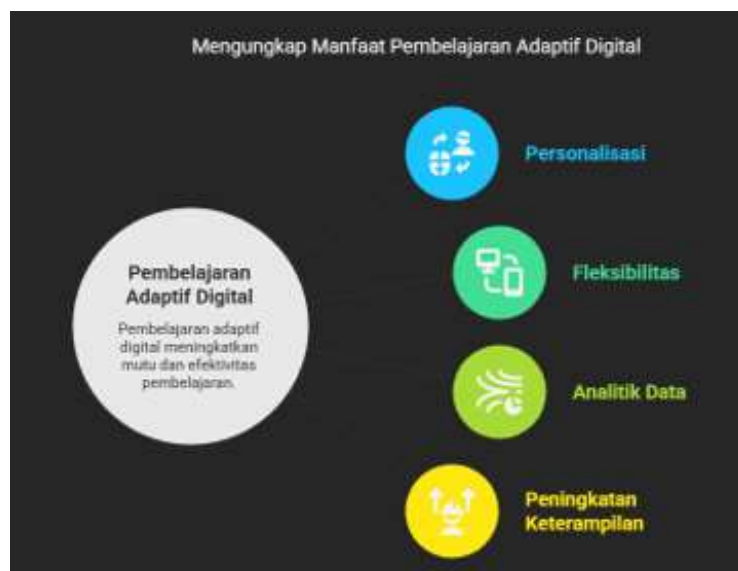 Mengungkap Manfaat Pembelajaran Adaptif Digital
Pembelajaran
Adaptif Digital
Pembelajaran adaptif
digital meningkatkan
mutu dan efektivitas
pembelajaran.
Personalisasi
Fleksibilitas
Analitik Data
Peningkatan
Keterampilan